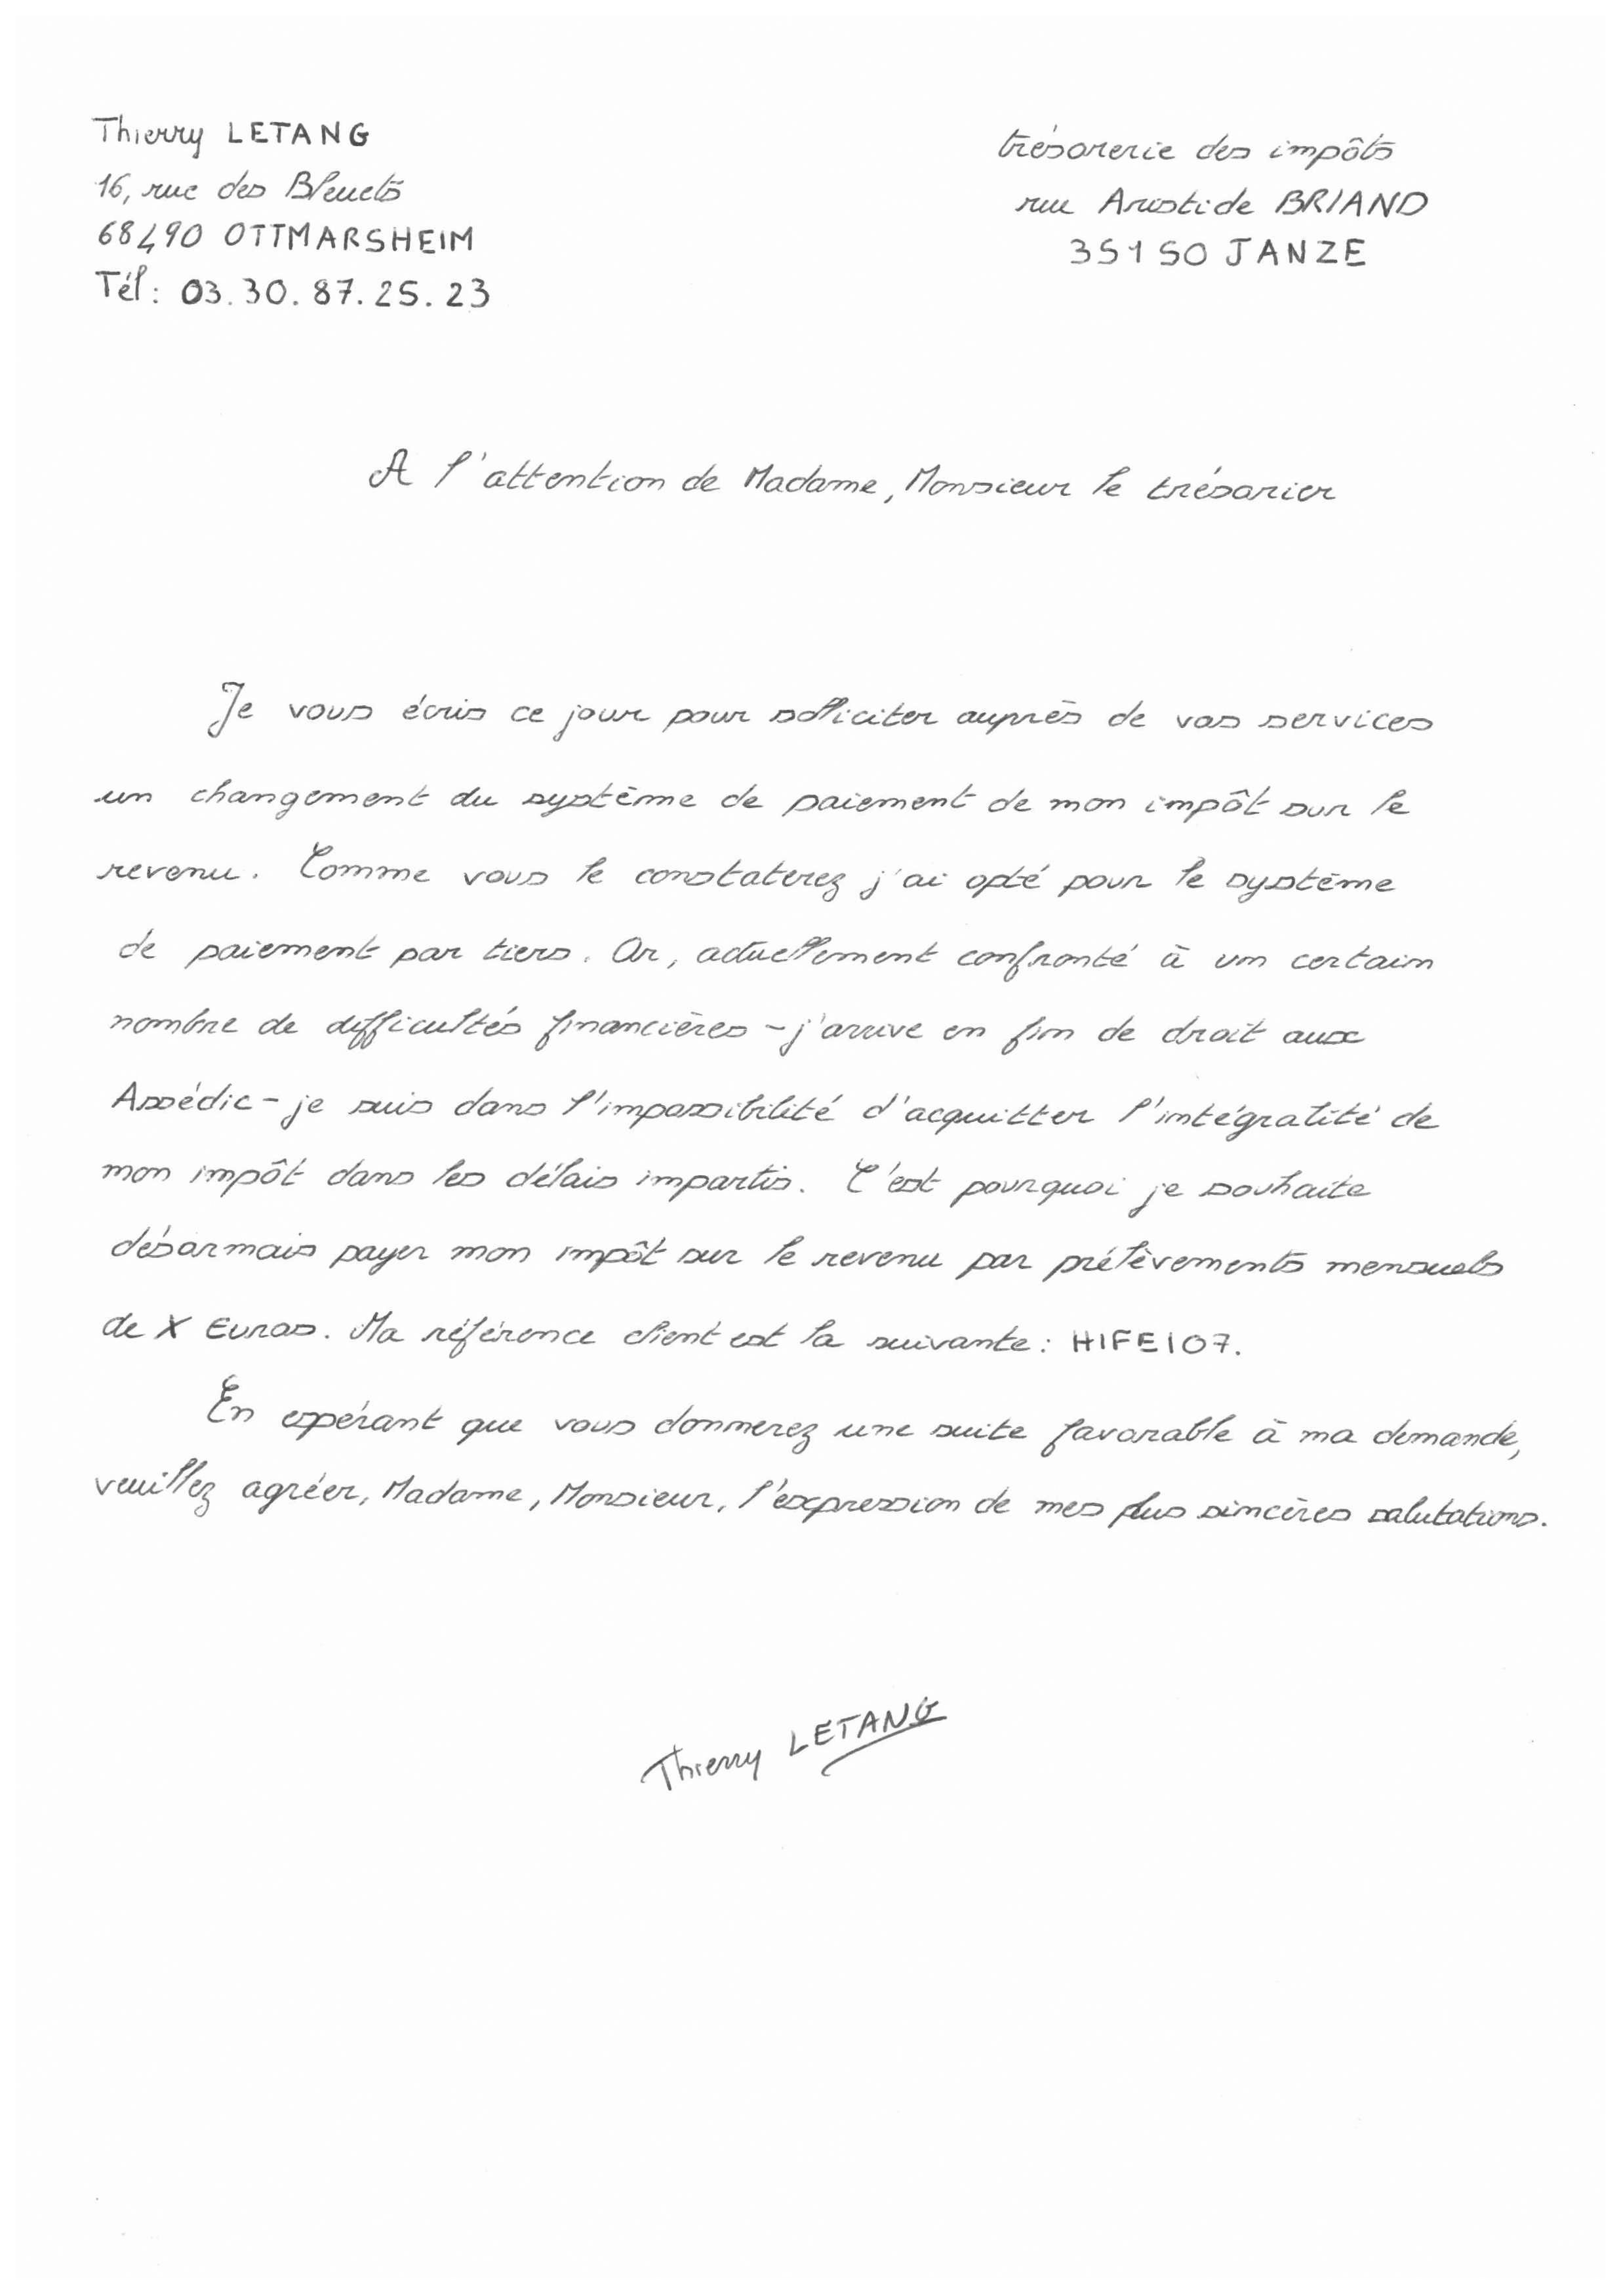 Thierry LETANG
16, rue des Bleuets
68490 OTTMARSHEIM
Tél : 03.30.87.25.23
trésorerie des impôts
rue Aristide BRIAND
35150 JANZE
A l'attention de Madame, Monsieur le trésorier
Je vous écris ce jour pour solliciter auprès de vos services
un changement du système de paiement de mon impôt sur le
revenu. Comme vous le constaterez j'ai opté pour le système
de paiement par tiers. Or, actuellement confronté à un certain
nombre de difficultés financières - j'arrive en fin de droit aux
Assédic - je suis dans l'impossibilité d'acquitter l'intégralité de
mon impôt dans les délais impartis. C'est pourquoi je souhaite
désormais payer mon impôt sur le revenu par prélèvements mensuels
de X Euros. Ma référence client est la suivante : HIFEI07.
En espérant que vous donnerez une suite favorable à ma demande,
veuillez agréer, Madame, Monsieur, l'expression de mes plus sincères salutations.
Thierry LETANG